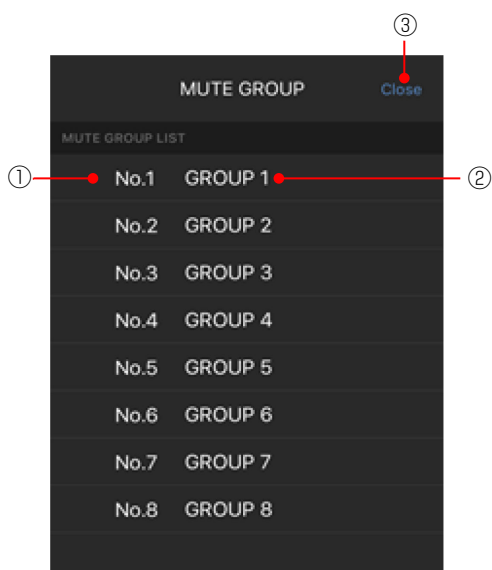 ③
MUTE GROUP Close
MUTE GROUP LIST
① No.1 GROUP 1 ②
No.2 GROUP 2
No.3 GROUP 3
No.4 GROUP 4
No.5 GROUP 5
No.6 GROUP 6
No.7 GROUP 7
No.8 GROUP 8